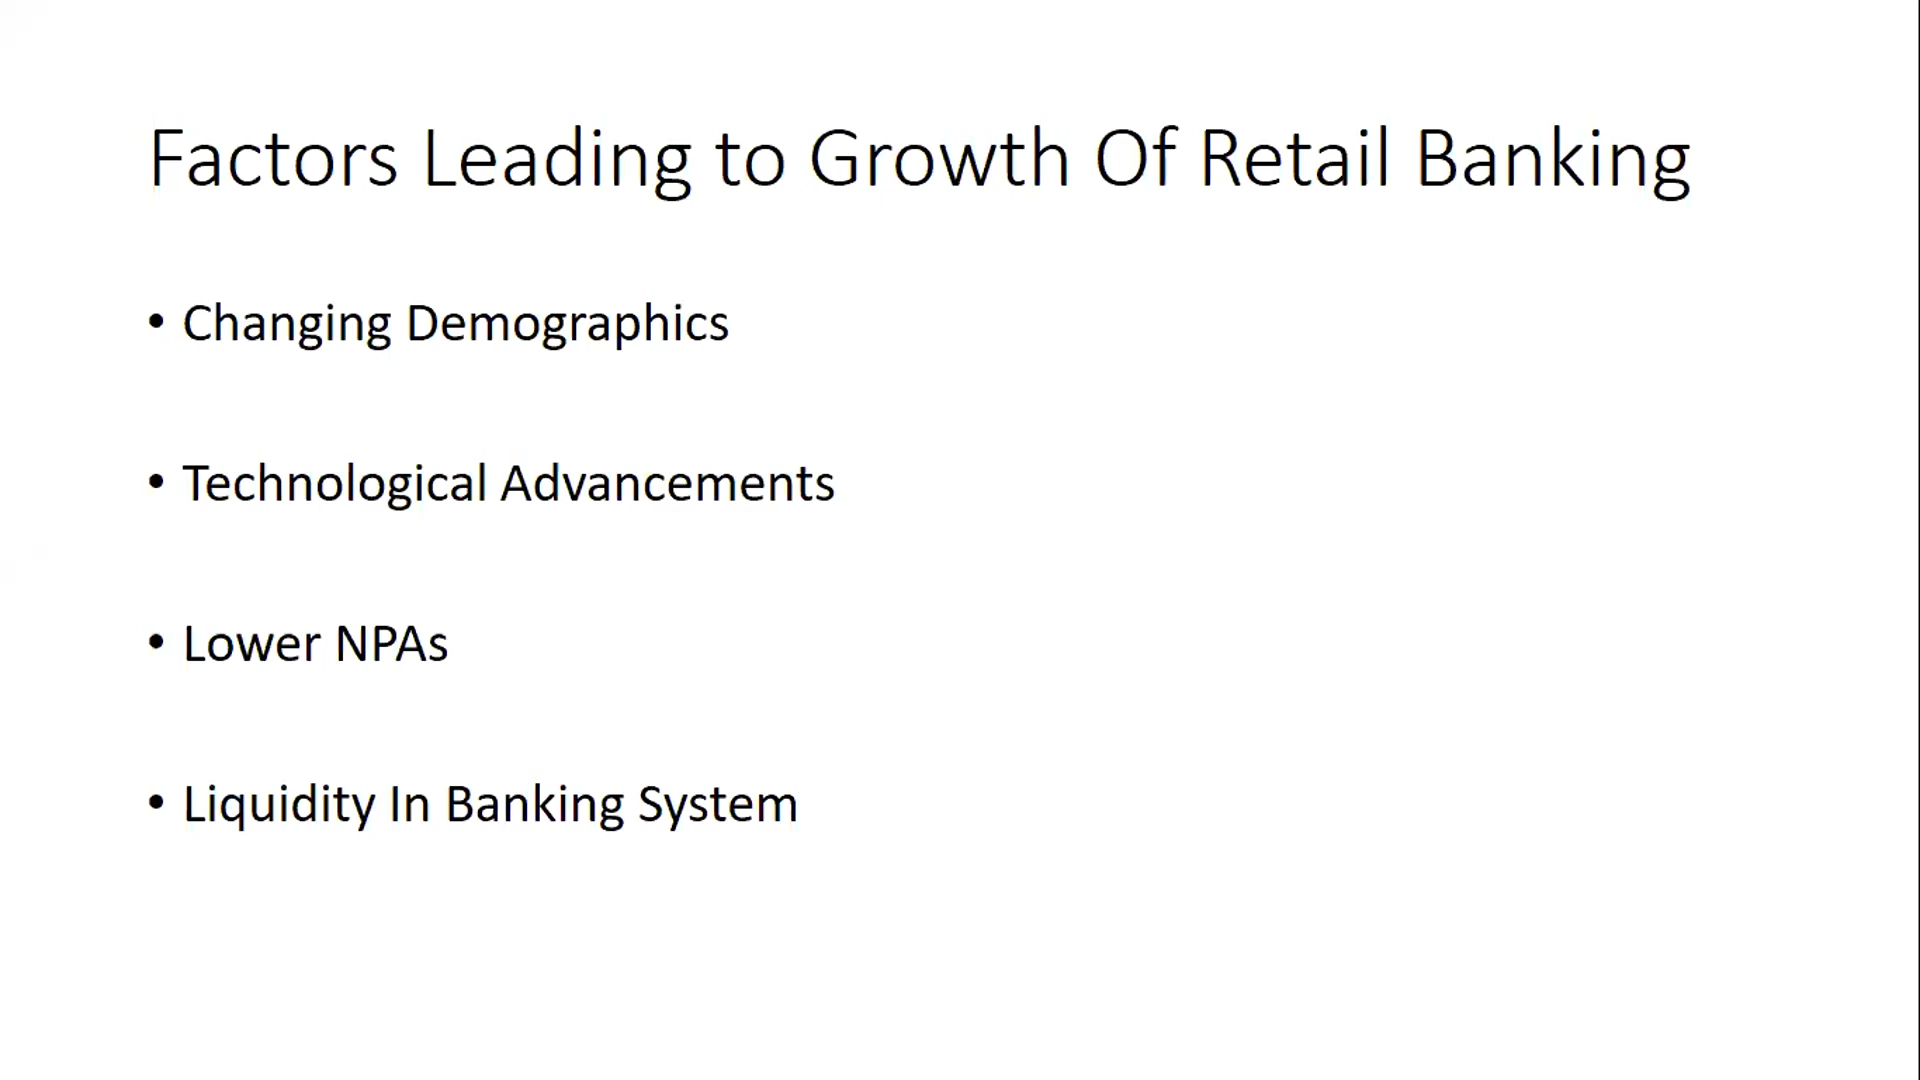 Factors Leading to Growth Of Retail Banking
• Changing Demographics
• Technological Advancements
• Lower NPAs
• Liquidity In Banking System